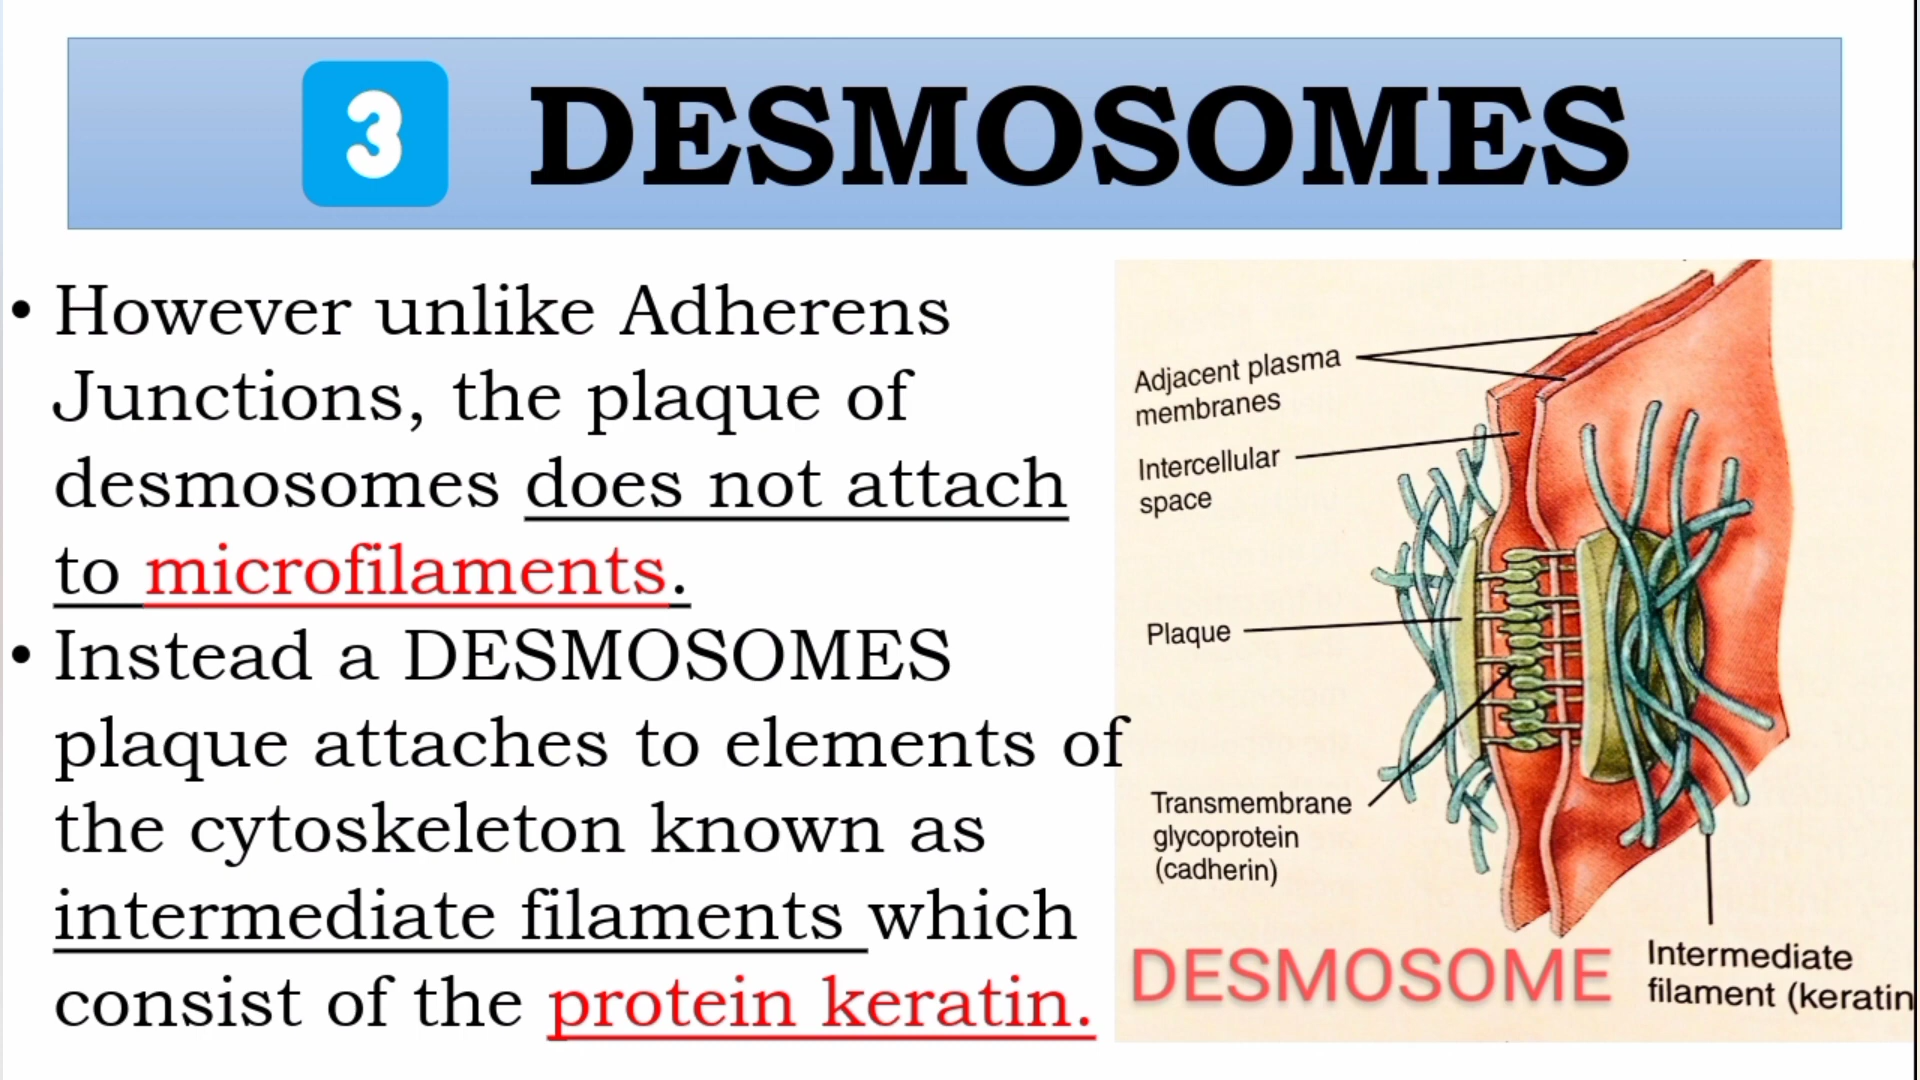 3 DESMOSOMES
• However unlike Adherens
Junctions, the plaque of
desmosomes does not attach
to microfilaments.
• Instead a DESMOSOMES
plaque attaches to elements of
the cytoskeleton known as
intermediate filaments which
consist of the protein keratin.
Adjacent plasma
membranes
Intercellular
space
Plaque
Transmembrane
glycoprotein
(cadherin)
DESMOSOME
Intermediate
filament (keratin